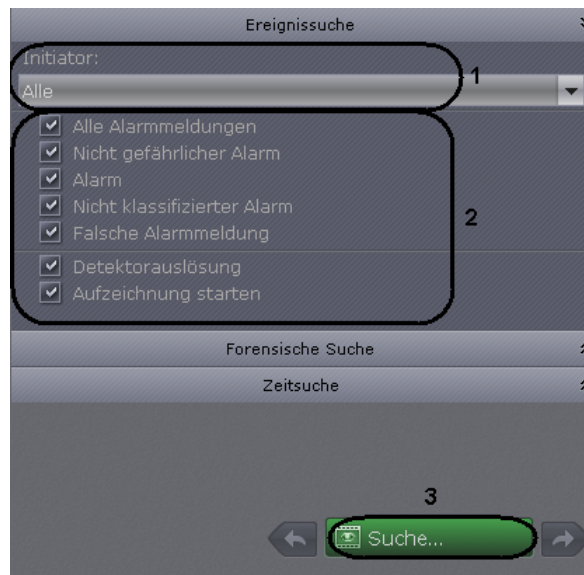 Ereignissuche
Initiator:
1
Alle
Alle Alarmmeldungen
Nicht gefährlicher Alarm
Alarm
Nicht klassifizierter Alarm
2
Falsche Alarmmeldung
Detektorauslösung
Aufzeichnung starten
Forensische Suche
Zeitsuche
3
Suche...